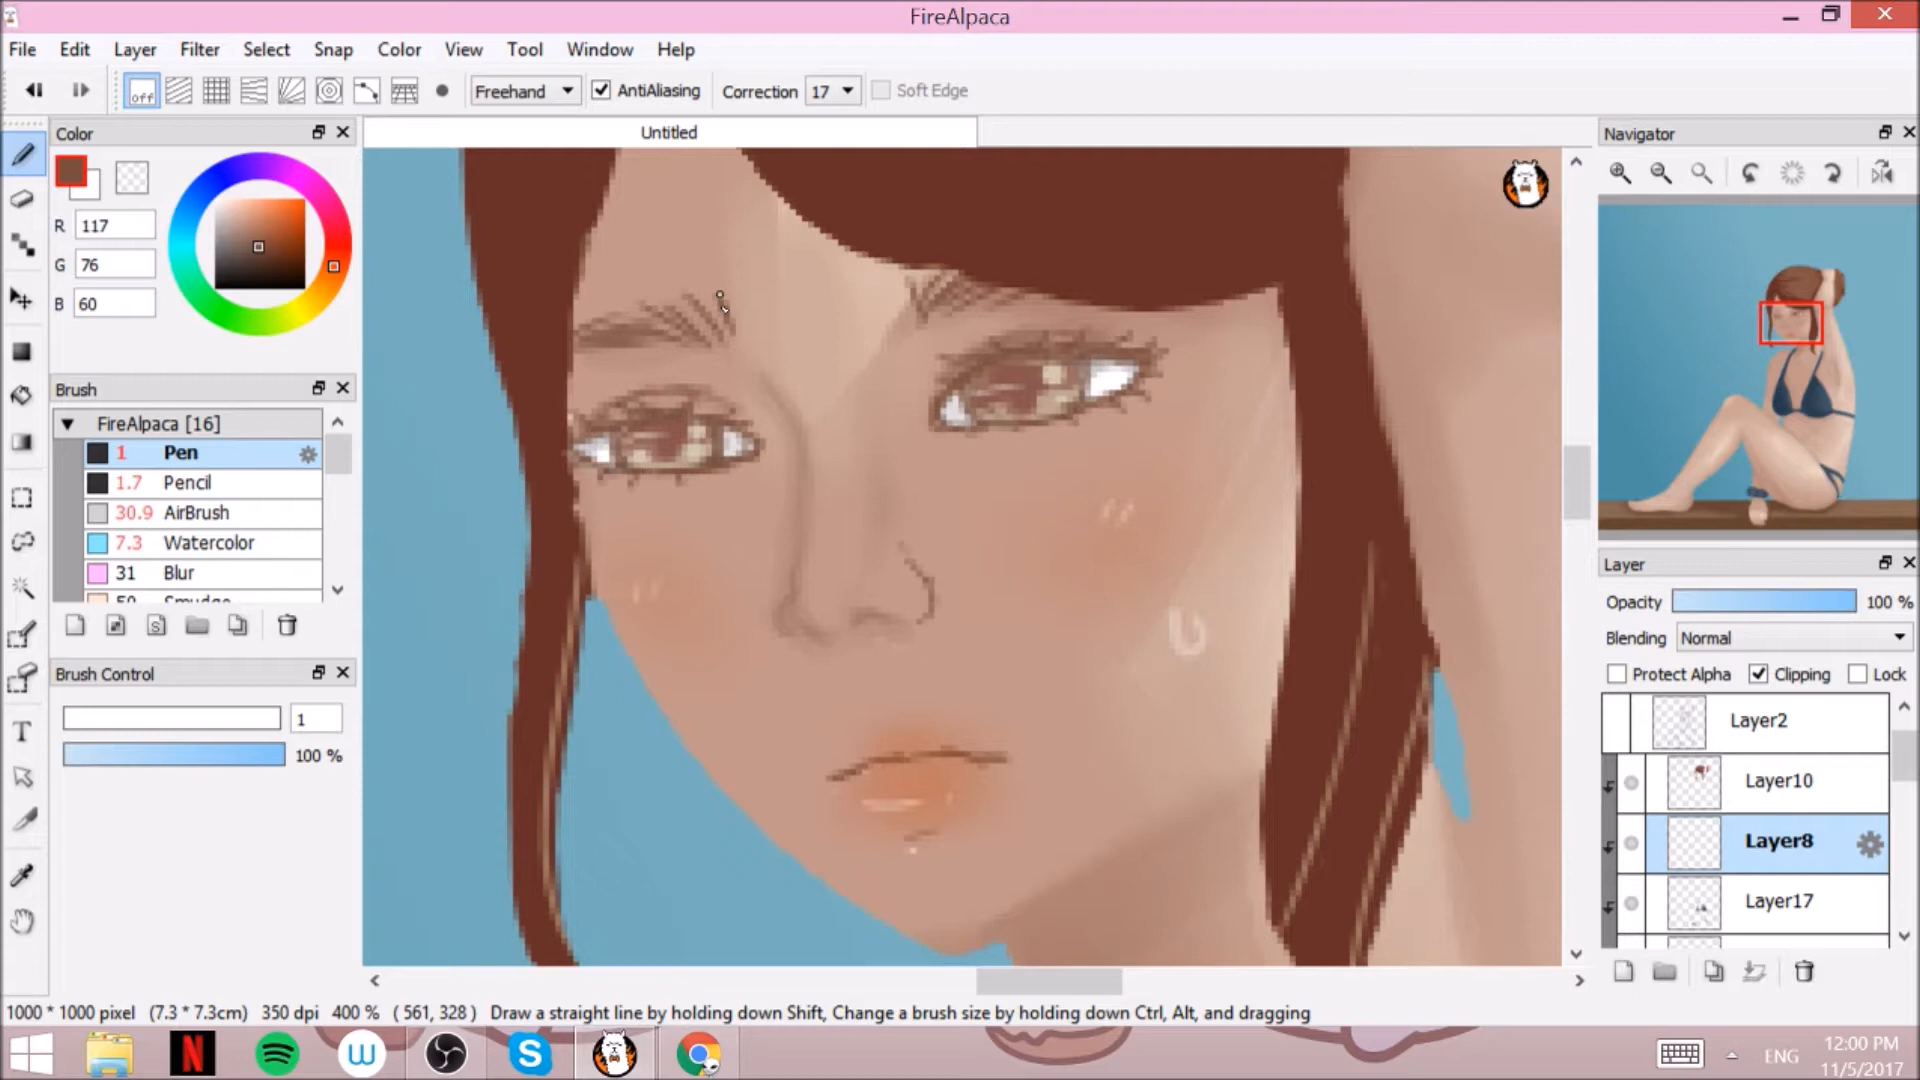 FireAlpaca
File Edit Layer Filter Select Snap Color View Tool Window Help
off Freehand AntiAliasing Correction 17 Soft Edge
Color
R 117
G 76
B 60
Untitled
Navigator
Brush
FireAlpaca [16]
1 Pen
1.7 Pencil
30.9 AirBrush
7.3 Watercolor
31 Blur
50 Smudge
S
Brush Control
1
100 %
T
Layer
Opacity 100 %
Blending Normal
Protect Alpha Clipping Lock
Layer2
Layer10
Layer8
Layer17
1000 * 1000 pixel (7.3 * 7.3cm) 350 dpi 400 % ( 561, 328 ) Draw a straight line by holding down Shift, Change a brush size by holding down Ctrl, Alt, and dragging
N W S ENG 12:00 PM
11/5/2017